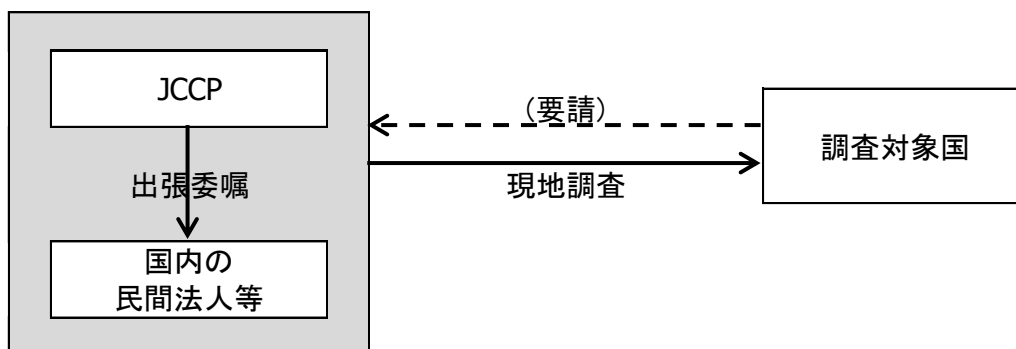 JCCP
出張委嘱
国内の
民間法人等
(要請)
現地調査
調査対象国